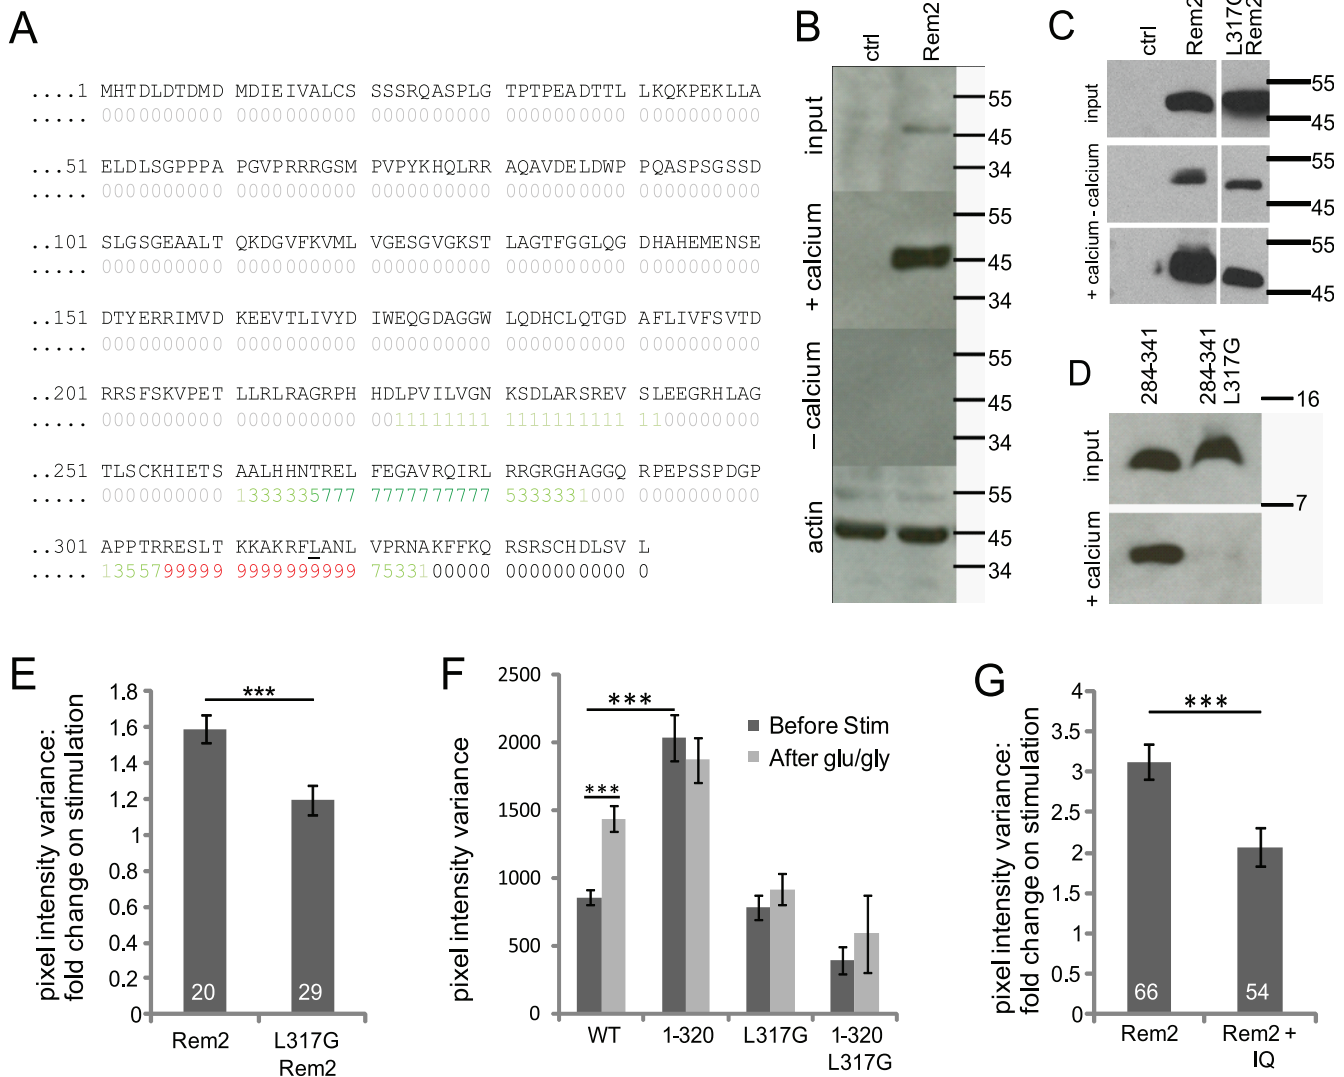 A
....1 MHTDLDTDMD MDIEIVALCS SSSRQASPLG TPTPEADTTL LKQKPEKLLA
..... 0000000000 0000000000 0000000000 0000000000 0000000000
...51 ELDLSGPPPA PGVPRRRGSM PVPYKHQLRR AQAVDELDWP PQASPSGSSD
..... 0000000000 0000000000 0000000000 0000000000 0000000000
..101 SLGSGEAALT QKDGVFKVML VGESGVGKST LAGTFGGLQG DHAHEMENSE
..... 0000000000 0000000000 0000000000 0000000000 0000000000
..151 DTYERRIMVD KEEVTLIVYD IWEQGDAGGW LQDHCLQTGD AFLIVFSVTD
..... 0000000000 0000000000 0000000000 0000000000 0000000000
..201 RRSFSKVPET LLRLRAGRPH HDLPVILVGN KSDLARSREV SLEEGRHLAG
..... 0000000000 0000000000 0011111111 1111111111 1100000000
..251 TLSCKHIETS AALHHNTREL FEGAVRQIRL RRGRGHAGGQ RPEPSSPDGP
..... 0000000000 1333335777 7777777777 5333331000 0000000000
..301 APPTRRESLT KKAKRFLANL VPRNAKFFKQ RSRSCHDLSV L
..... 1355799999 9999999999 7533100000 0000000000 0
B
ctrl
Rem2
input
55
45
34
+ calcium
55
45
34
– calcium
55
45
34
actin
55
45
34
C
ctrl
Rem2
L317G
Rem2
input
55
45
- calcium
55
45
+ calcium
55
45
D
284-341
284-341
L317G
16
input
7
+ calcium
E
pixel intensity variance:
fold change on stimulation
1.8
1.6
1.4
1.2
1
0.8
0.6
0.4
0.2
0
***
20
29
Rem2
L317G
Rem2
F
pixel intensity variance
2500
2000
1500
1000
500
0
***
***
Before Stim
After glu/gly
WT
1-320
L317G
1-320
L317G
G
pixel intensity variance:
fold change on stimulation
4
3.5
3
2.5
2
1.5
1
0.5
0
***
66
54
Rem2
Rem2 +
IQ